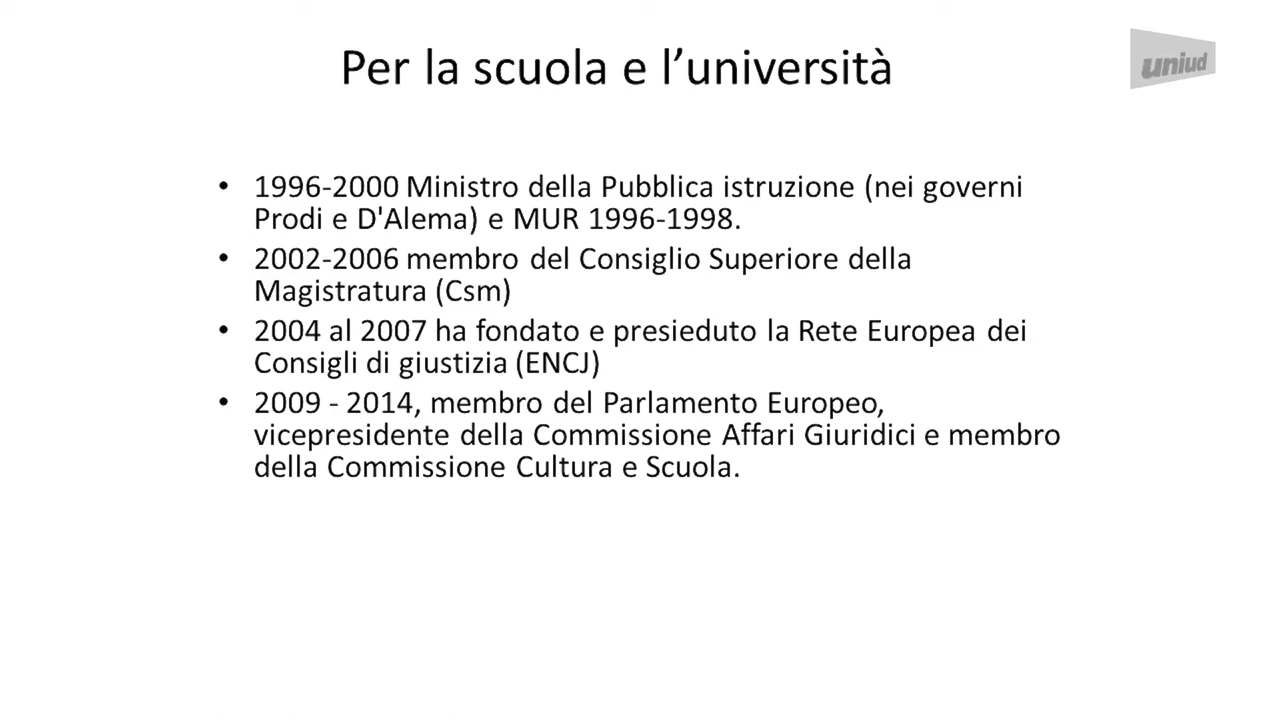 Per la scuola e l’università
uniud
• 1996-2000 Ministro della Pubblica istruzione (nei governi
Prodi e D'Alema) e MUR 1996-1998.
• 2002-2006 membro del Consiglio Superiore della
Magistratura (Csm)
• 2004 al 2007 ha fondato e presieduto la Rete Europea dei
Consigli di giustizia (ENCJ)
• 2009 - 2014, membro del Parlamento Europeo,
vicepresidente della Commissione Affari Giuridici e membro
della Commissione Cultura e Scuola.